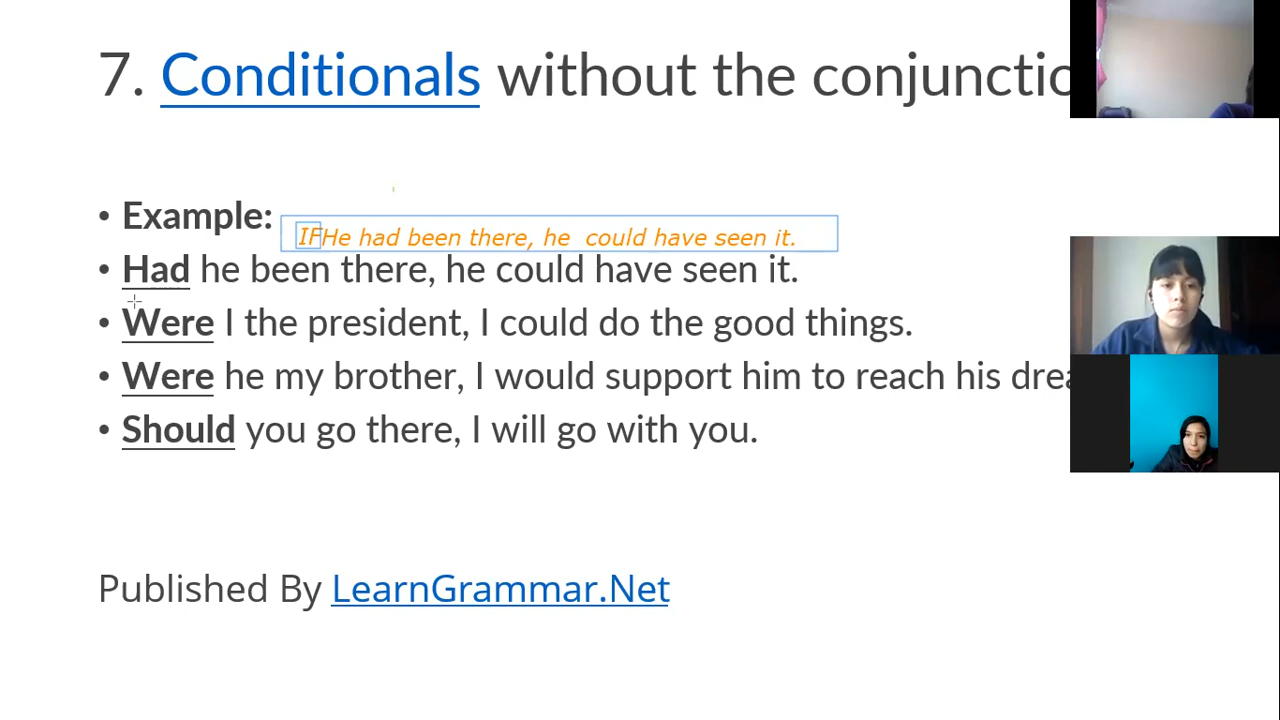 7. Conditionals without the conjunctio
• Example:
IFHe had been there, he could have seen it.
• Had he been there, he could have seen it.
• Were I the president, I could do the good things.
• Were he my brother, I would support him to reach his drea
• Should you go there, I will go with you.
Published By LearnGrammar.Net